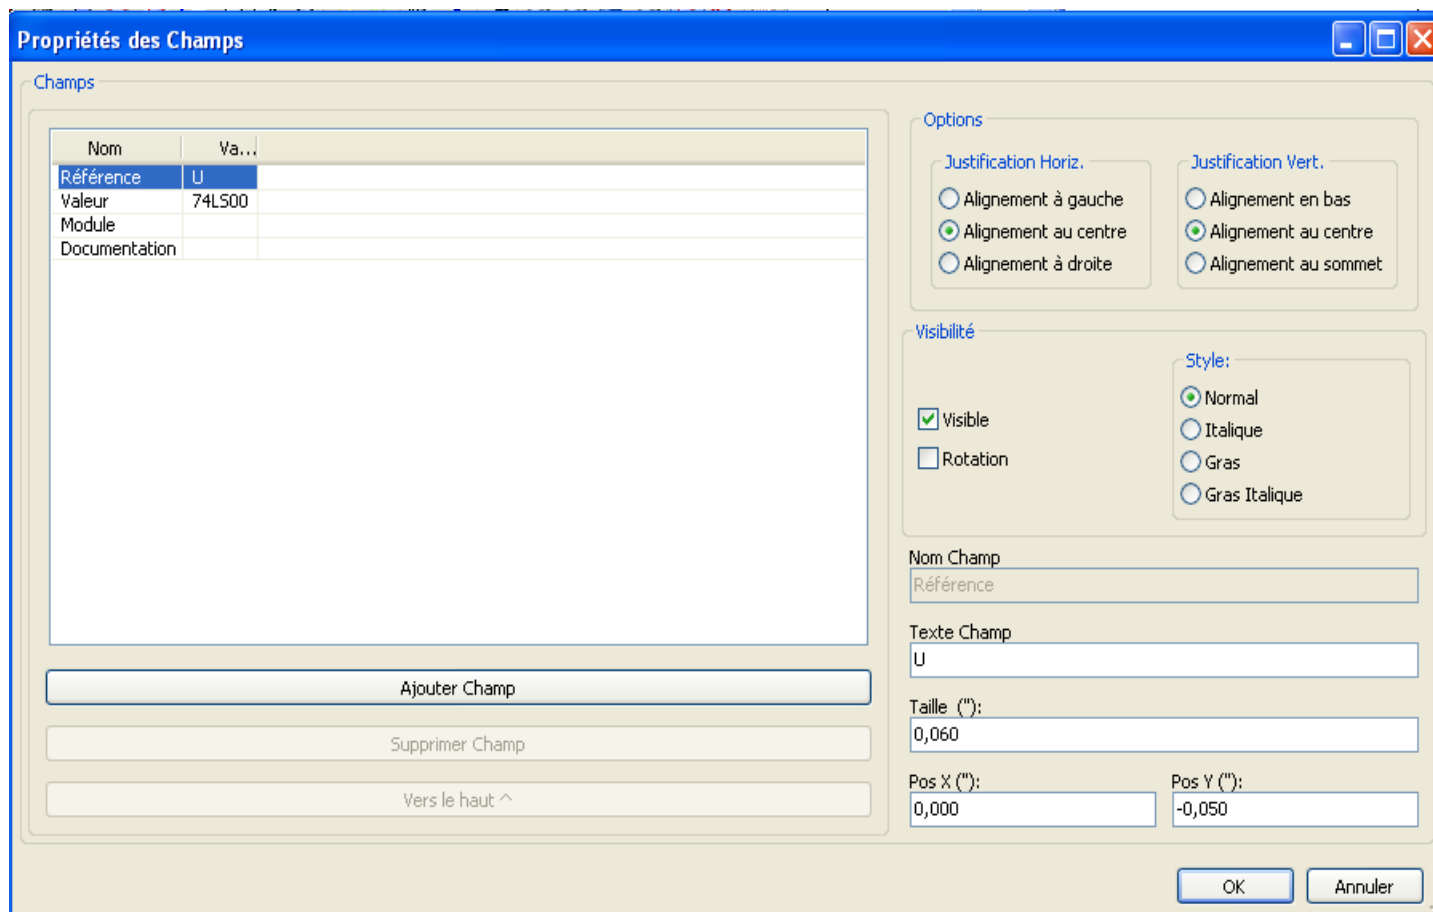 Propriétés des Champs
Champs
Nom Va...
Référence U
Valeur 74LS00
Module
Documentation
Ajouter Champ
Supprimer Champ
Vers le haut ^
Options
Justification Horiz.
Alignement à gauche
Alignement au centre
Alignement à droite
Justification Vert.
Alignement en bas
Alignement au centre
Alignement au sommet
Visibilité
Visible
Rotation
Style:
Normal
Italique
Gras
Gras Italique
Nom Champ
Référence
Texte Champ
U
Taille ("):
0,060
Pos X ("):
0,000
Pos Y ("):
-0,050
OK
Annuler